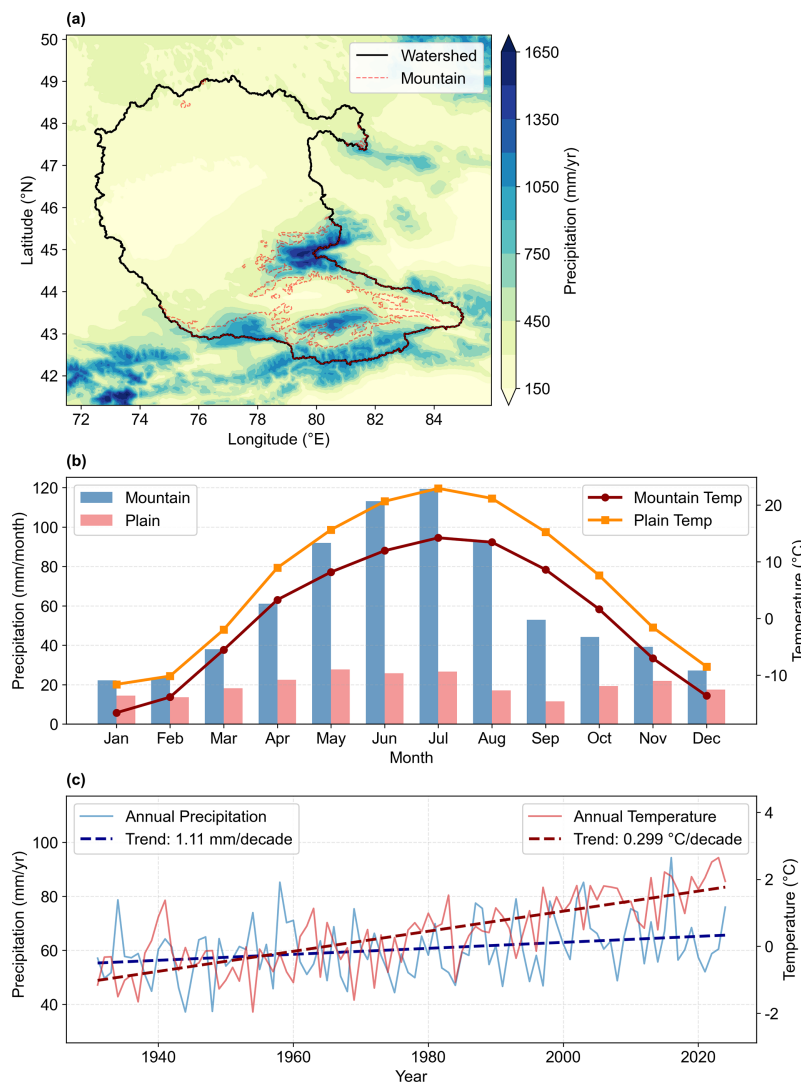 (a)
50
49
48
47
46
45
44
43
42
Latitude (°N)
Watershed
Mountain
72
74
76
78
80
82
84
Longitude (°E)
1650
1350
1050
750
450
150
Precipitation (mm/yr)
(b)
120
100
80
60
40
20
0
Precipitation (mm/month)
Mountain
Plain
Mountain Temp
Plain Temp
20
10
0
-10
Temperature (°C)
Jan
Feb
Mar
Apr
May
Jun
Jul
Aug
Sep
Oct
Nov
Dec
Month
(c)
100
80
60
40
Precipitation (mm/yr)
Annual Precipitation
Trend: 1.11 mm/decade
Annual Temperature
Trend: 0.299 °C/decade
4
2
0
-2
Temperature (°C)
1940
1960
1980
2000
2020
Year